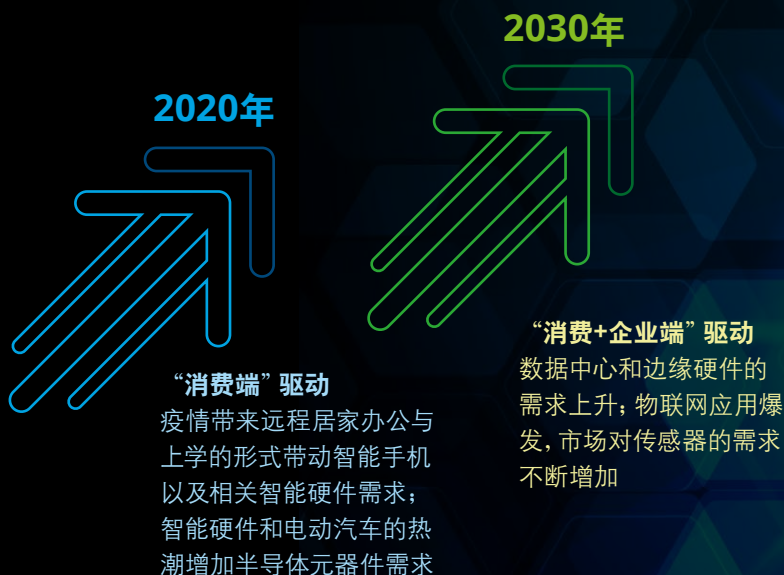 2020年
“消费端”驱动
疫情带来远程居家办公与
上学的形式带动智能手机
以及相关智能硬件需求；
智能硬件和电动汽车的热
潮增加半导体元器件需求
2030年
“消费+企业端”驱动
数据中心和边缘硬件的
需求上升；物联网应用爆
发，市场对传感器的需求
不断增加